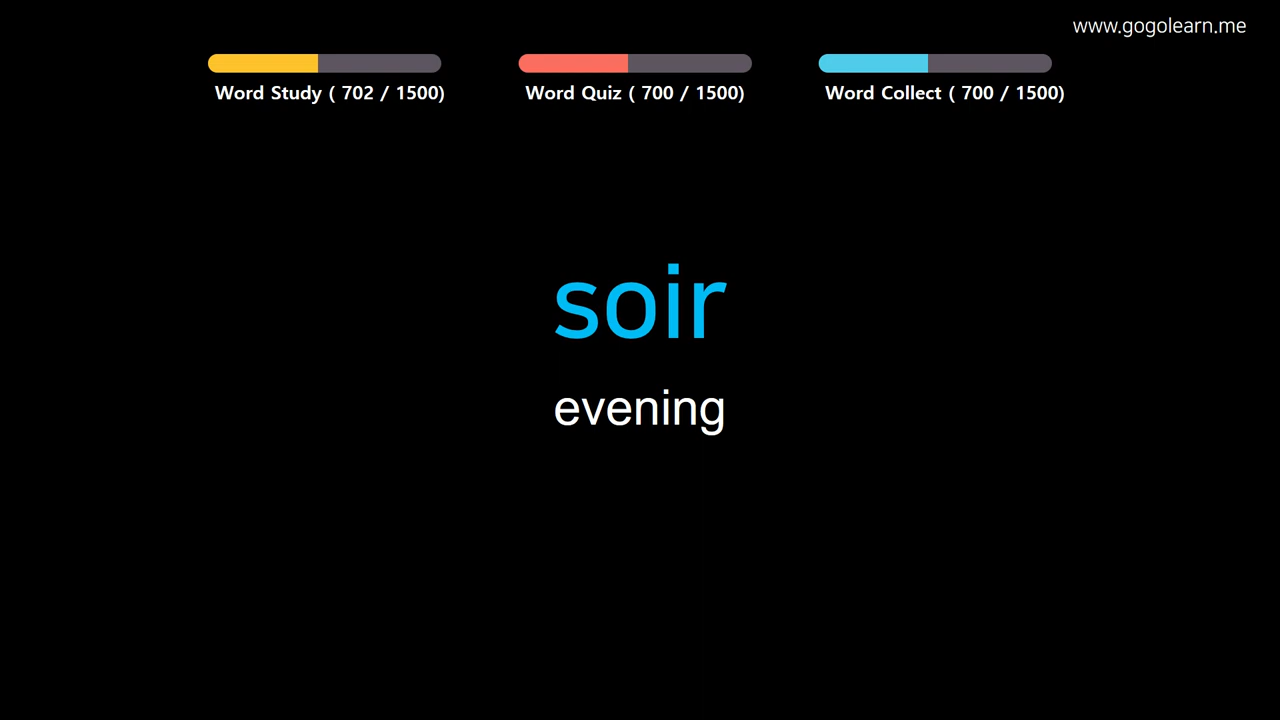 www.gogolearn.me
Word Study ( 702 / 1500)
Word Quiz ( 700 / 1500)
Word Collect ( 700 / 1500)
soir
evening